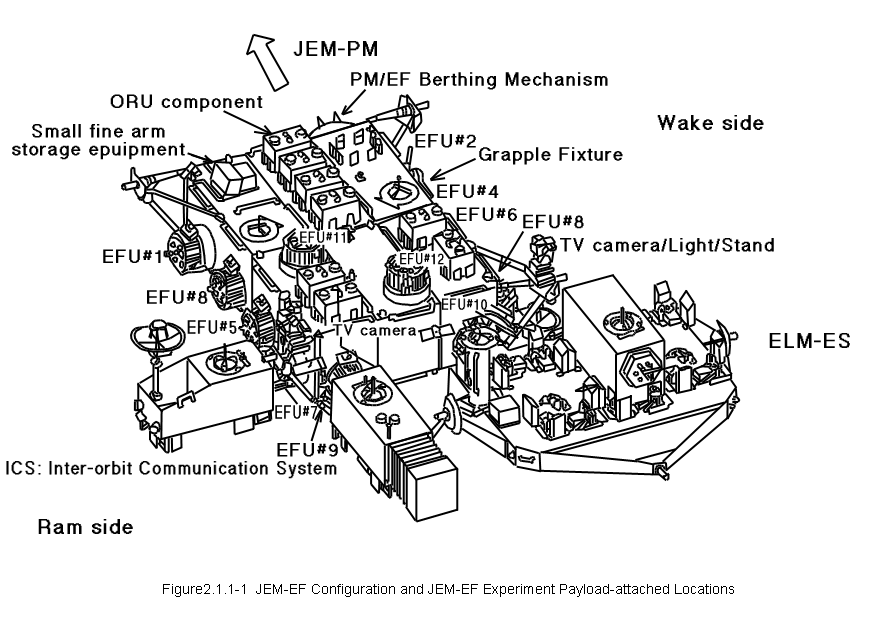 JEM-PM
PM/EF Berthing Mechanism
ORU component
Wake side
Small fine arm
storage epuipment
EFU#2
Grapple Fixture
EFU#4
EFU#6
EFU#8
EFU#11
TV camera/Light/Stand
EFU#1
EFU#12
EFU#8
EFU#10
EFU#5
TV camera
ELM-ES
EFU#7
EFU#9
ICS: Inter-orbit Communication System
Ram side
Figure2.1.1-1 JEM-EF Configuration and JEM-EF Experiment Payload-attached Locations